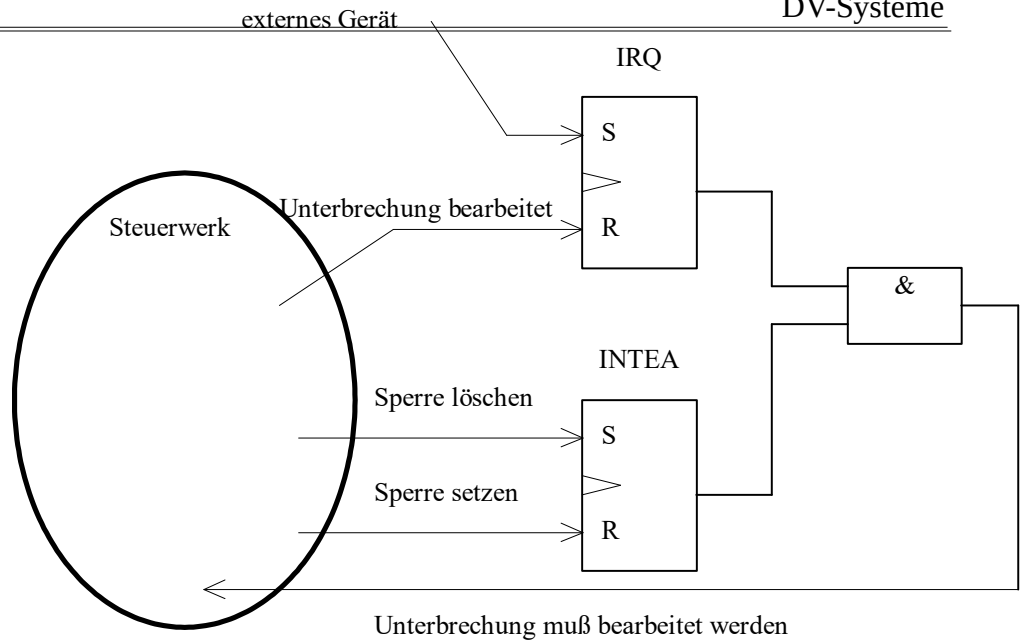 DV-Systeme
externes Gerät
IRQ
S
Unterbrechung bearbeitet
Steuerwerk
R
&
INTEA
Sperre löschen
S
Sperre setzen
R
Unterbrechung muß bearbeitet werden